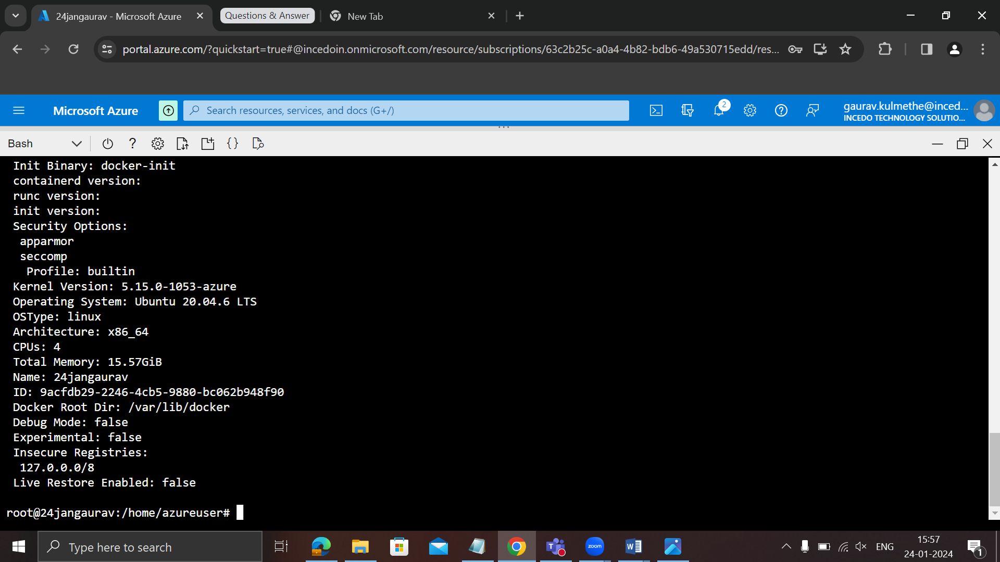 24jangaurav - Microsoft Azure
Questions & Answer
New Tab
portal.azure.com/?quickstart=true#@incedoin.onmicrosoft.com/resource/subscriptions/63c2b25c-a0a4-4b82-bdb6-49a530715edd/res...
Microsoft Azure
Search resources, services, and docs (G+/)
2
gaurav.kulmethe@inced...
INCEDO TECHNOLOGY SOLUTIO...
Bash
Init Binary: docker-init
containerd version:
runc version:
init version:
Security Options:
apparmor
seccomp
Profile: builtin
Kernel Version: 5.15.0-1053-azure
Operating System: Ubuntu 20.04.6 LTS
OSType: linux
Architecture: x86_64
CPUs: 4
Total Memory: 15.57GiB
Name: 24jangaurav
ID: 9acfdb29-2246-4cb5-9880-bc062b948f90
Docker Root Dir: /var/lib/docker
Debug Mode: false
Experimental: false
Insecure Registries:
127.0.0.0/8
Live Restore Enabled: false
root@24jangaurav:/home/azureuser#
Type here to search
zoom
ENG
15:57
24-01-2024
1